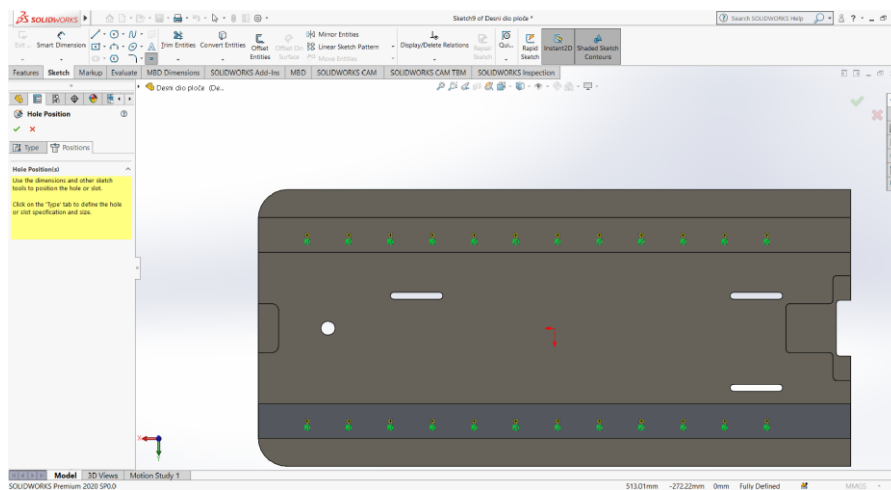 SOLIDWORKS
Sketch9 of Desni dio ploče *
Search SOLIDWORKS Help
Exit...
Smart Dimension
Trim Entities
Convert Entities
Offset Entities
Offset On Surface
Mirror Entities
Linear Sketch Pattern
Move Entities
Display/Delete Relations
Repair Sketch
Quic...
Rapid Sketch
Instant2D
Shaded Sketch Contours
Features
Sketch
Markup
Evaluate
MBD Dimensions
SOLIDWORKS Add-Ins
MBD
SOLIDWORKS CAM
SOLIDWORKS CAM TBM
SOLIDWORKS Inspection
Desni dio ploče (De...
Hole Position
Type
Positions
Hole Position(s)
Use the dimensions and other sketch
tools to position the hole or slot.
Click on the 'Type' tab to define the hole
or slot specification and size.
X
Model
3D Views
Motion Study 1
SOLIDWORKS Premium 2020 SP0.0
513.01mm
-272.22mm
0mm
Fully Defined
MMGS